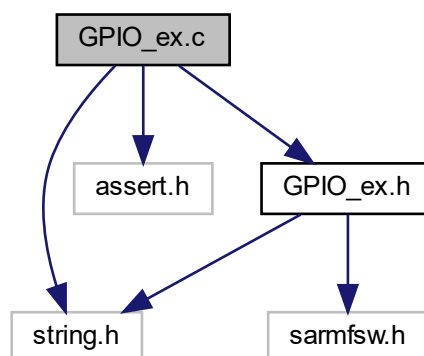 GPIO_ex.c
assert.h
GPIO_ex.h
string.h
sarmfsw.h